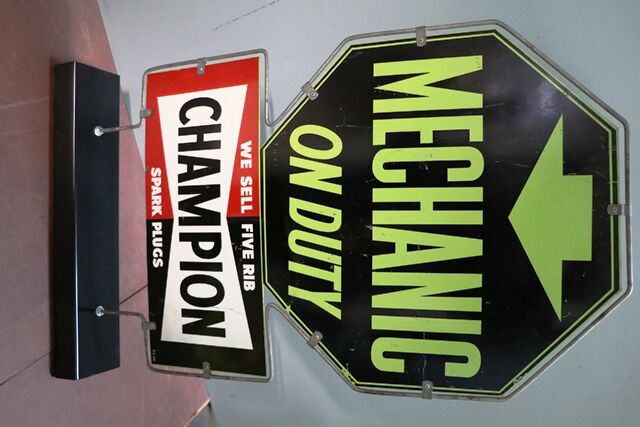 MECHANIC
ON DUTY
WE SELL FIVE RIB
CHAMPION
SPARK PLUGS